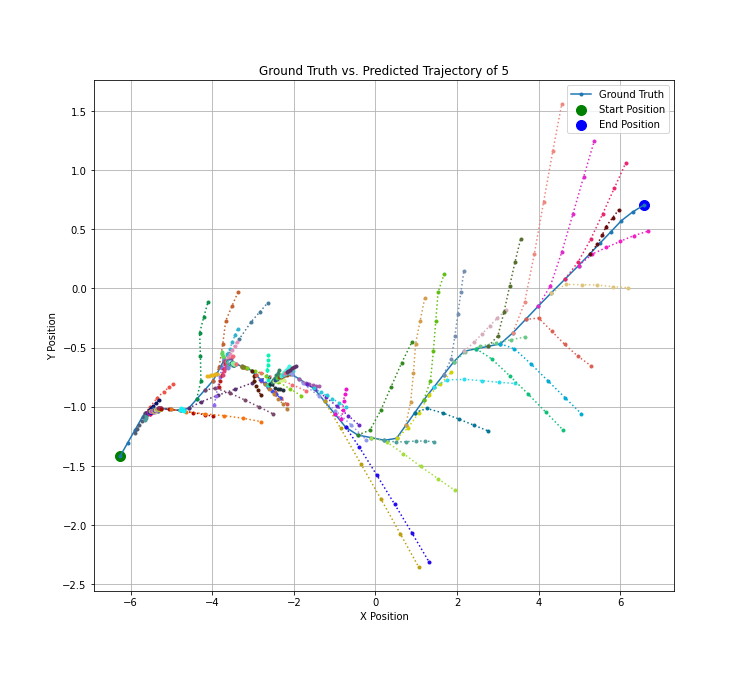 Ground Truth vs. Predicted Trajectory of 5
Ground Truth
Start Position
End Position
1.5
1.0
0.5
0.0
−0.5
−1.0
−1.5
−2.0
−2.5
Y Position
−6 −4 −2 0 2 4 6
X Position